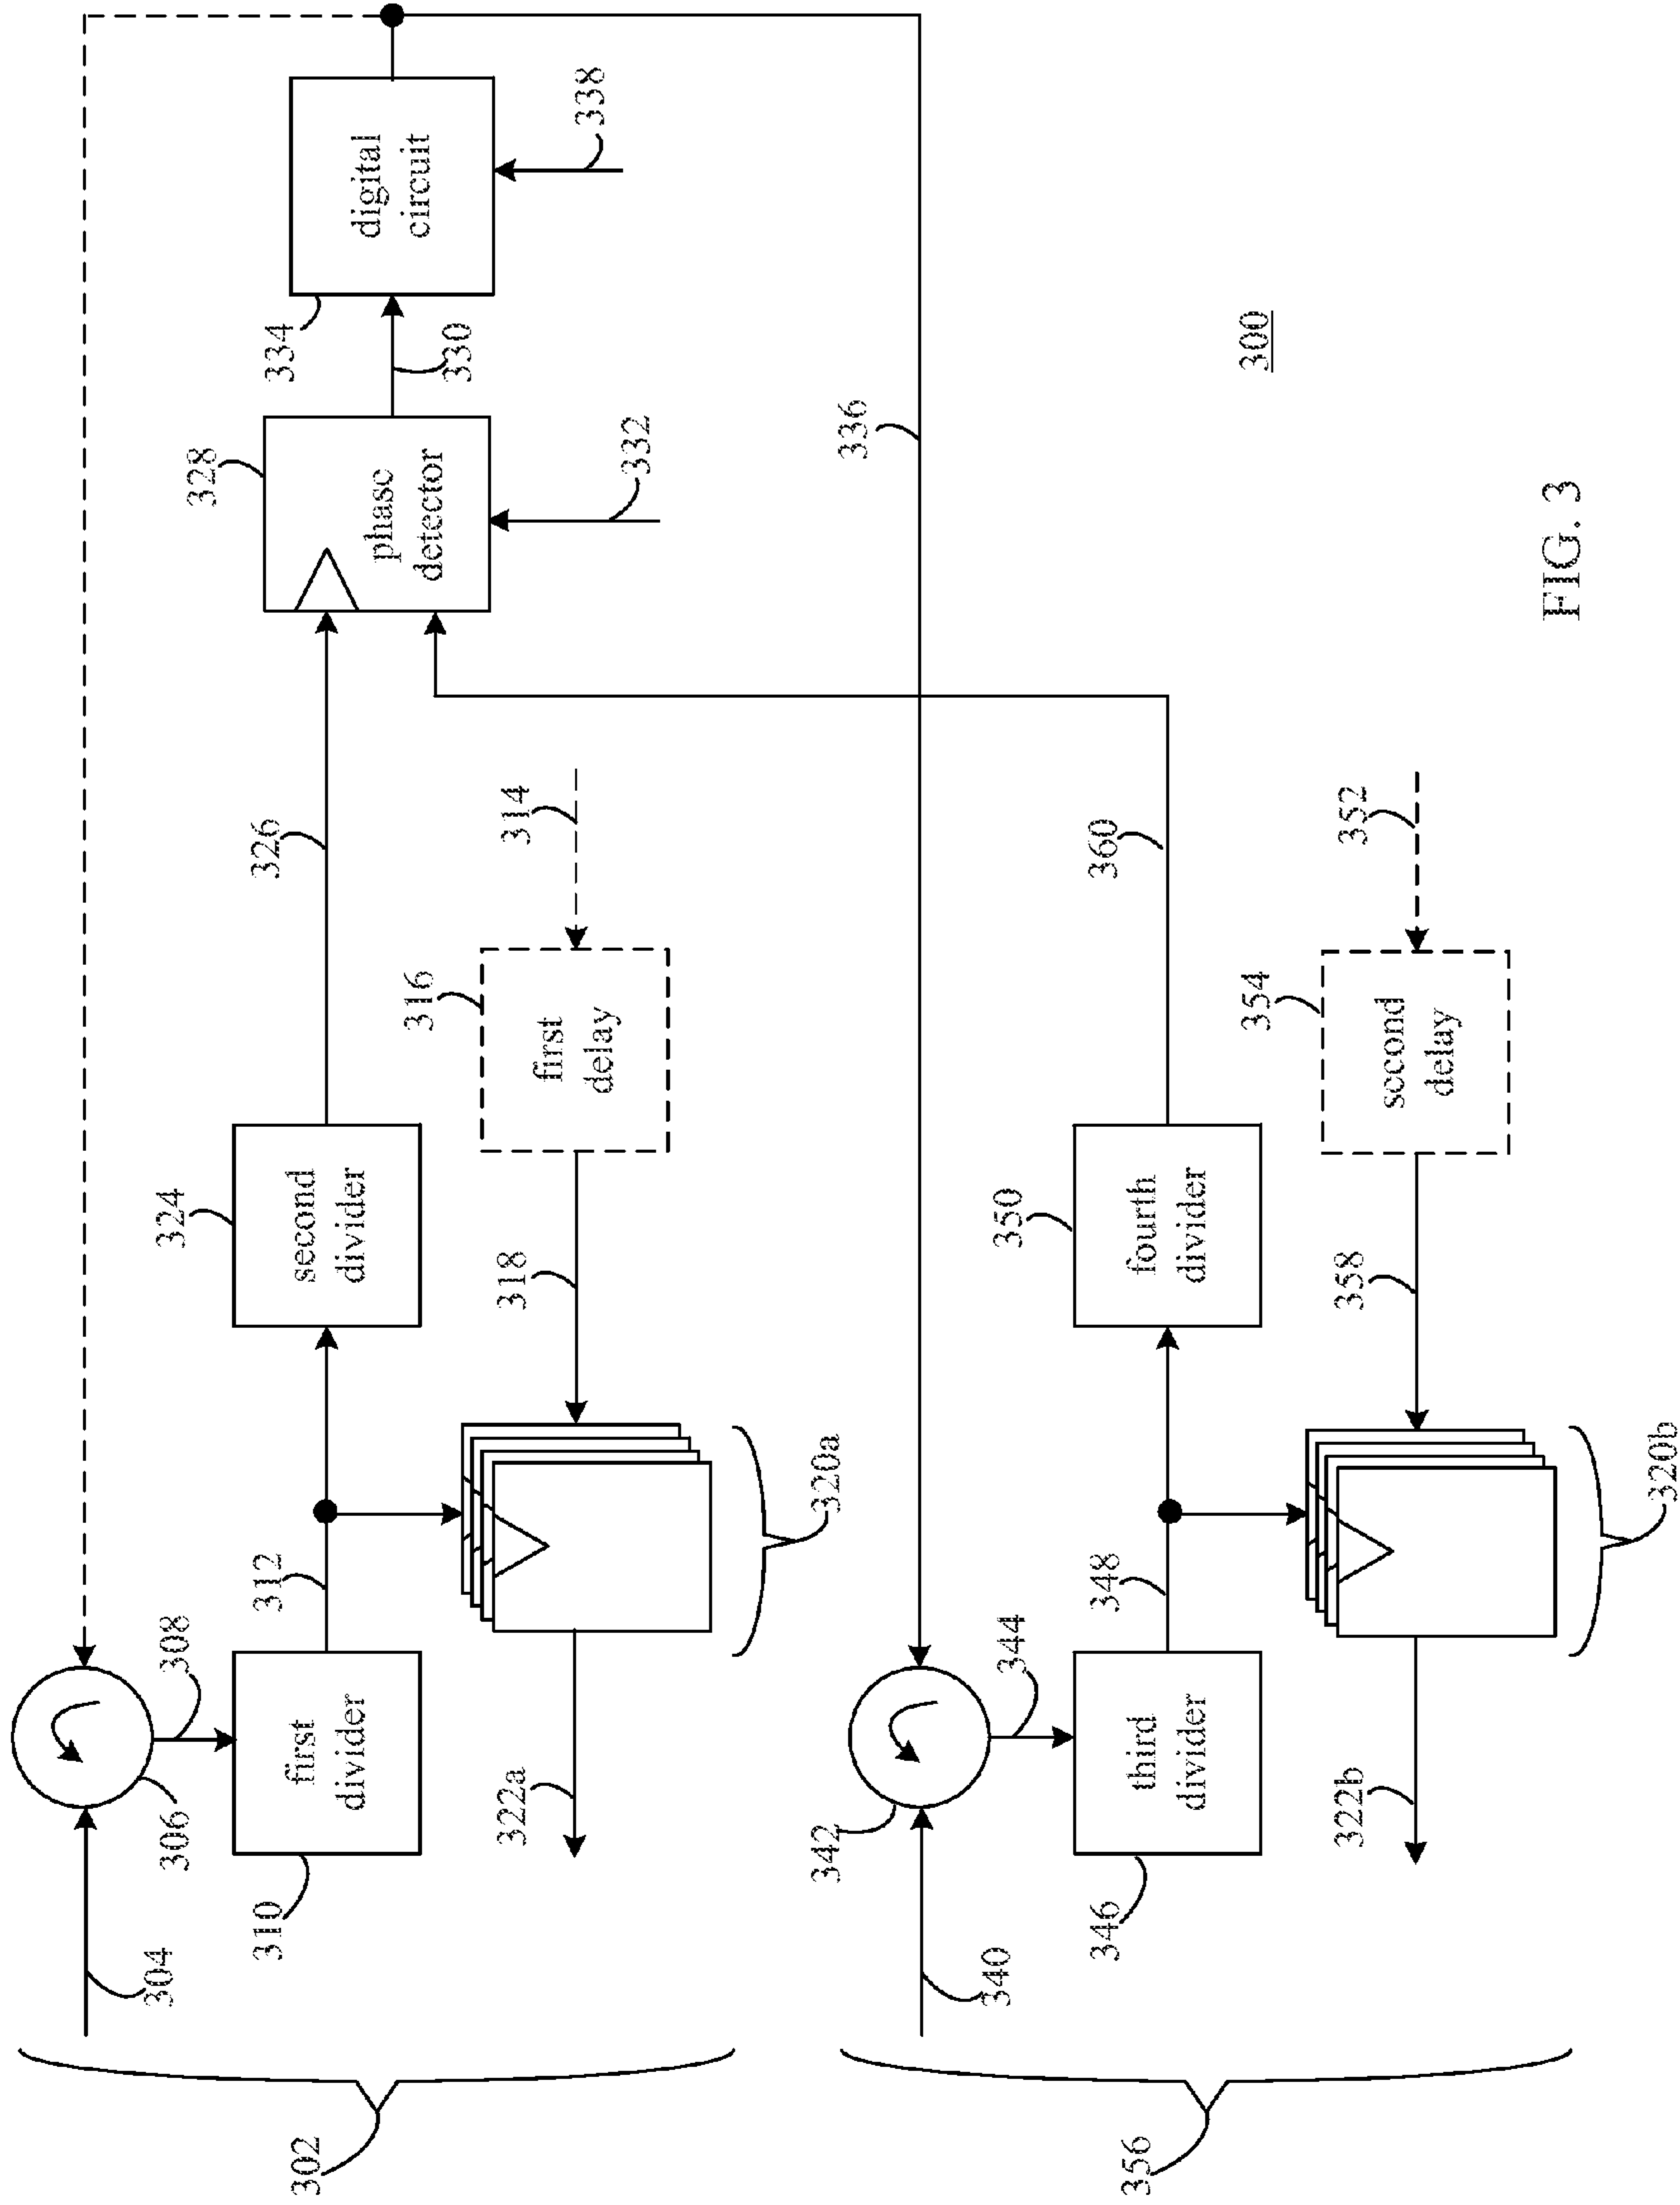 304
306
308
302
310
first
divider
312
324
second
divider
326
328
phase
detector
332
334
330
digital
circuit
338
322a
320a
318
316
first
delay
314
336
340
342
344
356
346
third
divider
348
350
fourth
divider
360
322b
320b
358
354
second
delay
352
300
FIG. 3